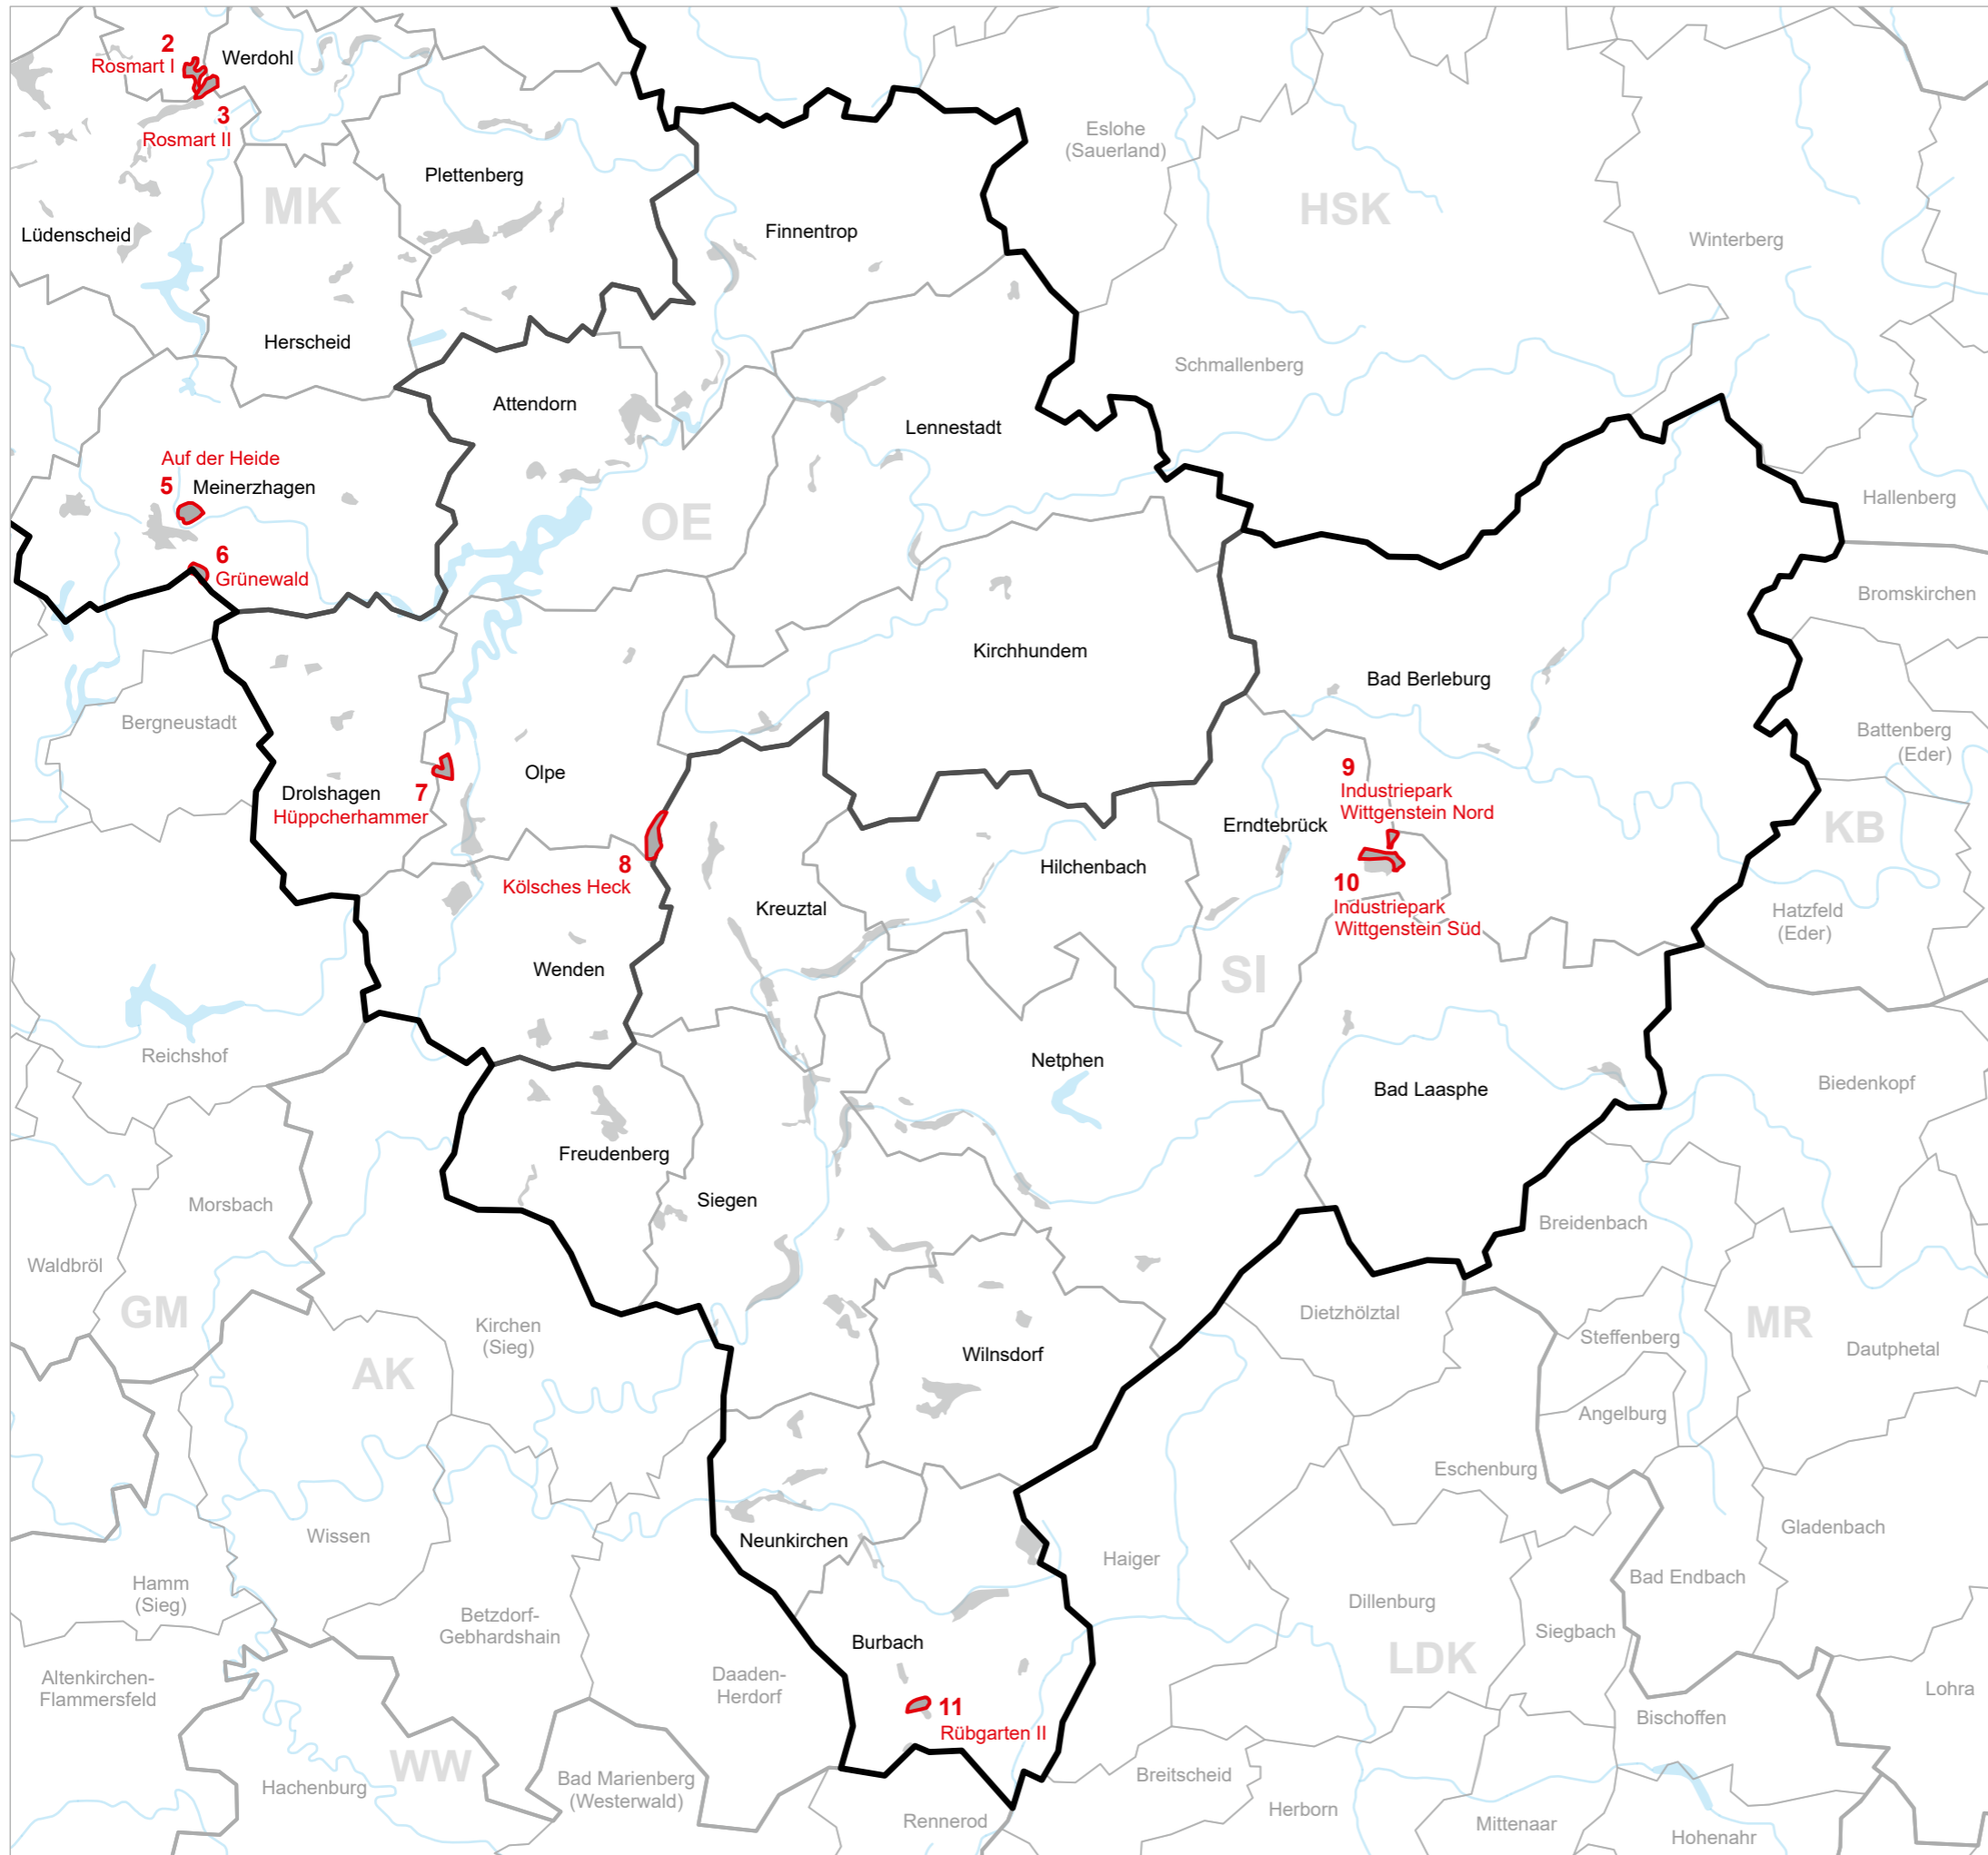 2
Rosmart I
Werdohl
3
Rosmart II
Eslohe
(Sauerland)
Plettenberg
MK
HSK
Lüdenscheid
Finnentrop
Winterberg
Herscheid
Schmallenberg
Attendorn
Lennestadt
Auf der Heide
5
Meinerzhagen
Hallenberg
OE
6
Grünewald
Bromskirchen
Kirchhundem
Bad Berleburg
Bergneustadt
Battenberg
(Eder)
Olpe
9
Industriepark
Wittgenstein Nord
Drolshagen
7
Hüppcherhammer
Erndtebrück
KB
8
Kölsches Heck
Hilchenbach
10
Industriepark
Wittgenstein Süd
Kreuztal
Hatzfeld
(Eder)
Wenden
SI
Reichshof
Netphen
Bad Laasphe
Biedenkopf
Freudenberg
Siegen
Morsbach
Breidenbach
Waldbröl
GM
Kirchen
(Sieg)
Dietzhölztal
MR
Steffenberg
Dautphetal
Wilnsdorf
AK
Angelburg
Eschenburg
Wissen
Neunkirchen
Gladenbach
Haiger
Hamm
(Sieg)
Bad Endbach
Dillenburg
Betzdorf-
Gebhardshain
Siegbach
Burbach
LDK
Altenkirchen-
Flammersfeld
Daaden-
Herdorf
Lohra
11
Rübgarten II
Bischoffen
WW
Hachenburg
Bad Marienberg
(Westerwald)
Breitscheid
Rennerod
Herborn
Mittenaar
Hohenahr